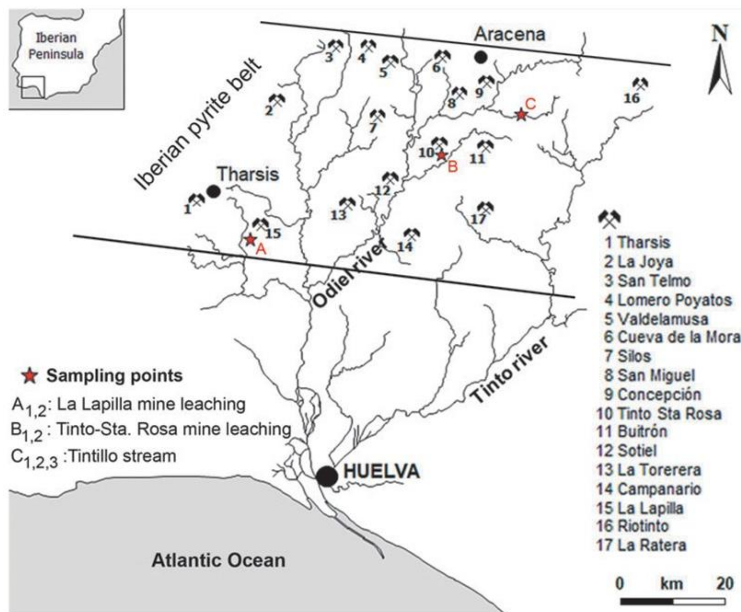 Iberian
Peninsula
Aracena
N
3
4
5
6
8
9
16
C
2
7
10
B
11
Iberian pyrite belt
Tharsis
1
12
13
15
A
14
17
Odiel river
Tinto river
1 Tharsis
2 La Joya
3 San Telmo
4 Lomero Poyatos
5 Valdelamusa
6 Cueva de la Mora
7 Silos
8 San Miguel
9 Concepción
10 Tinto Sta Rosa
11 Buitrón
12 Sotiel
13 La Torerera
14 Campanario
15 La Lapilla
16 Riotinto
17 La Ratera
Sampling points
A1,2: La Lapilla mine leaching
B1,2 : Tinto-Sta. Rosa mine leaching
C1,2,3 :Tintillo stream
HUELVA
Atlantic Ocean
0 km 20